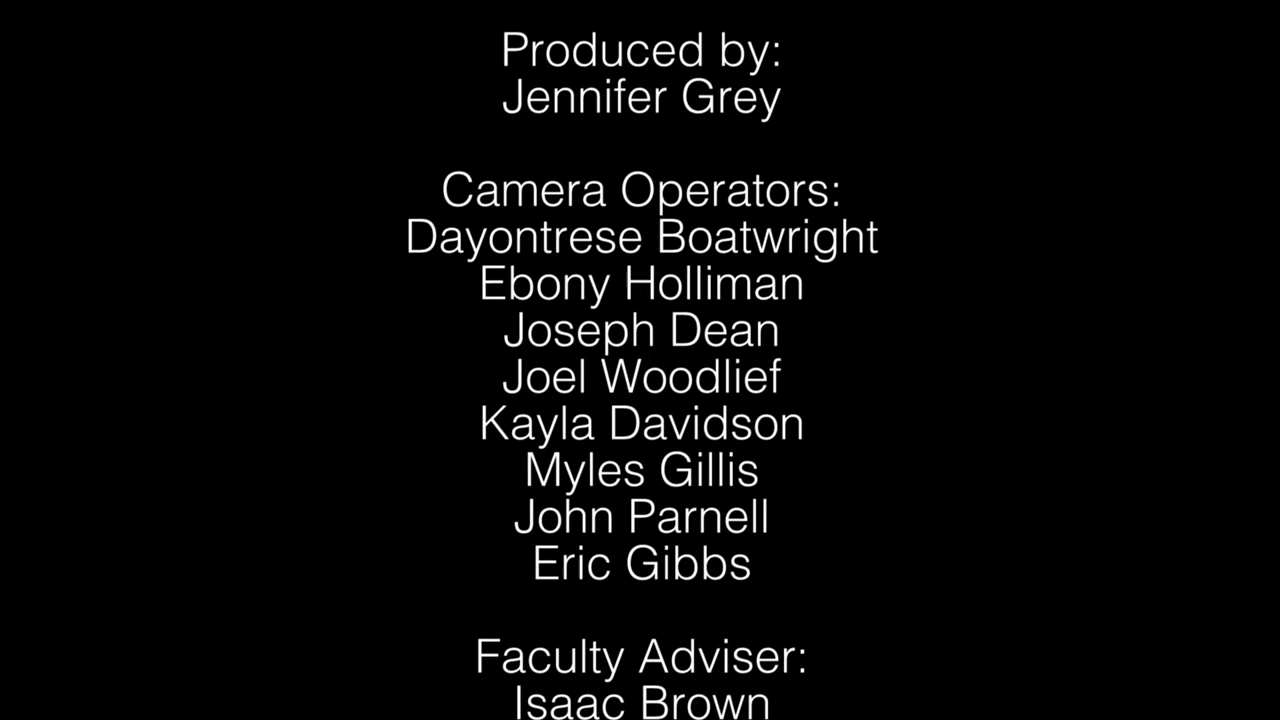 Produced by:
Jennifer Grey
Camera Operators:
Dayontrese Boatwright
Ebony Holliman
Joseph Dean
Joel Woodlief
Kayla Davidson
Myles Gillis
John Parnell
Eric Gibbs
Faculty Adviser:
Isaac Brown